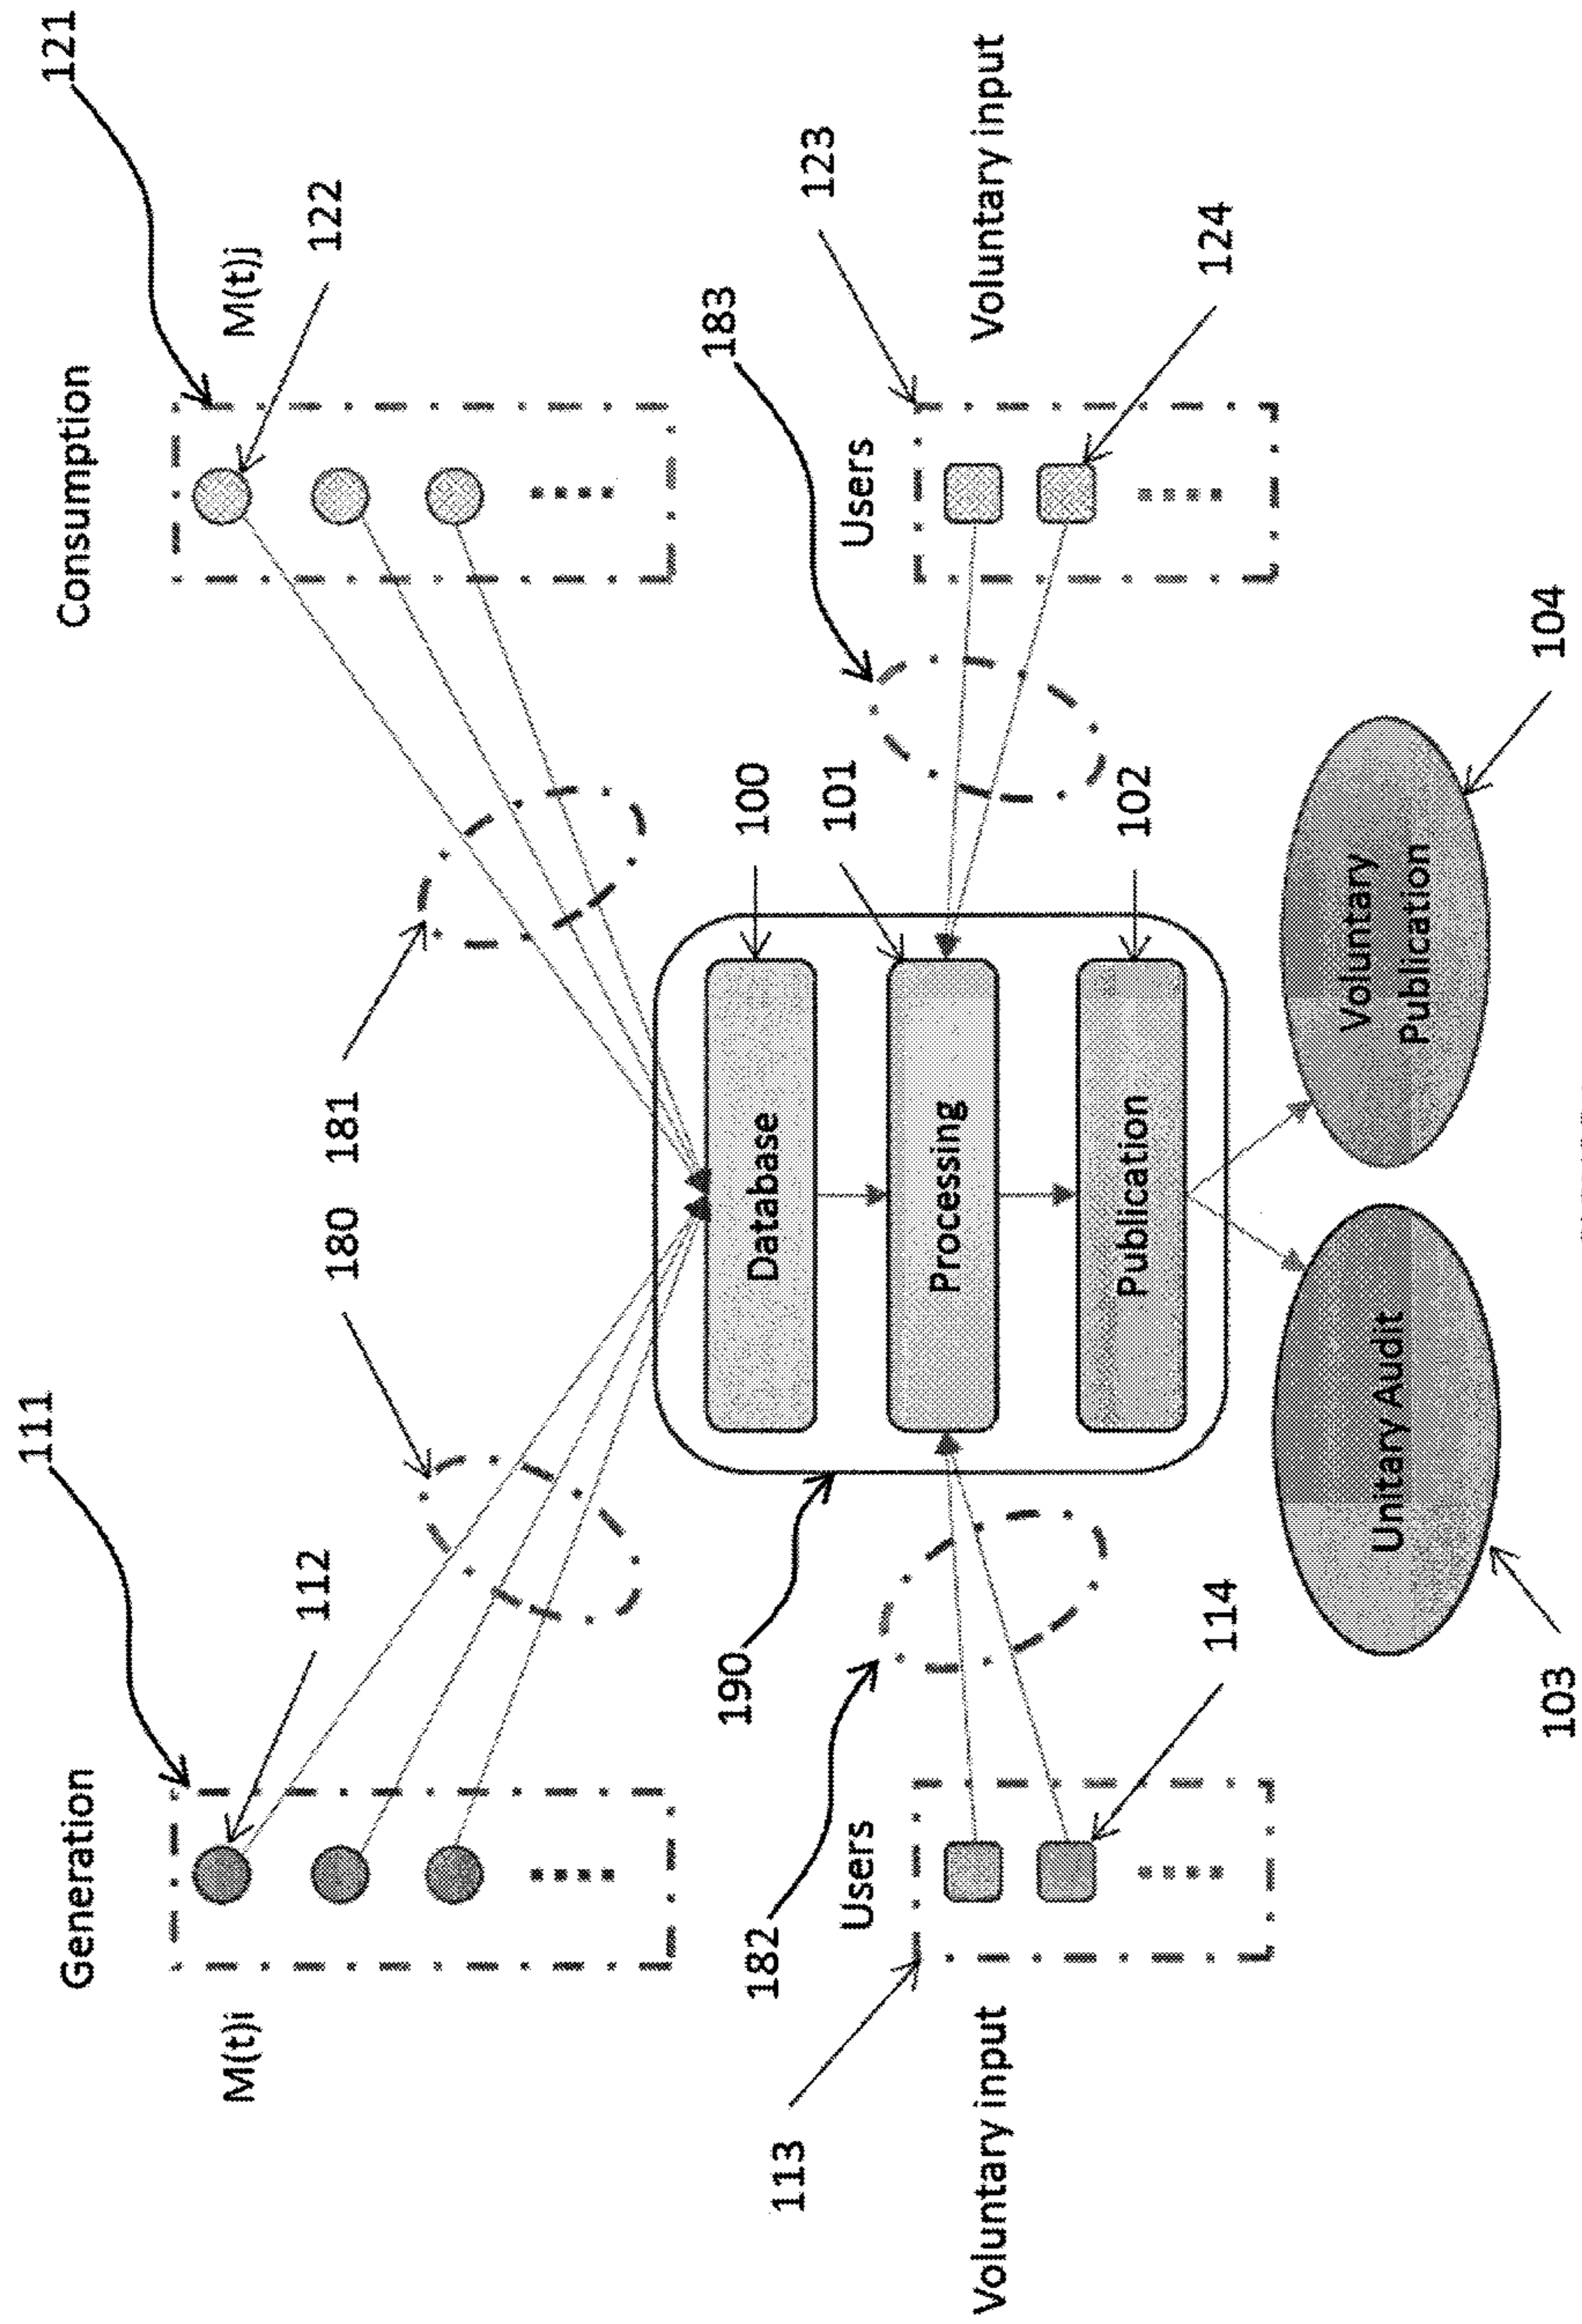 111
121
Generation
Consumption
M(t)i
M(t)j
112
122
180
181
100
Database
190
182
183
Users
Users
113
123
101
Processing
Voluntary input
Voluntary input
102
Publication
114
124
Unitary Audit
Voluntary
Publication
103
104